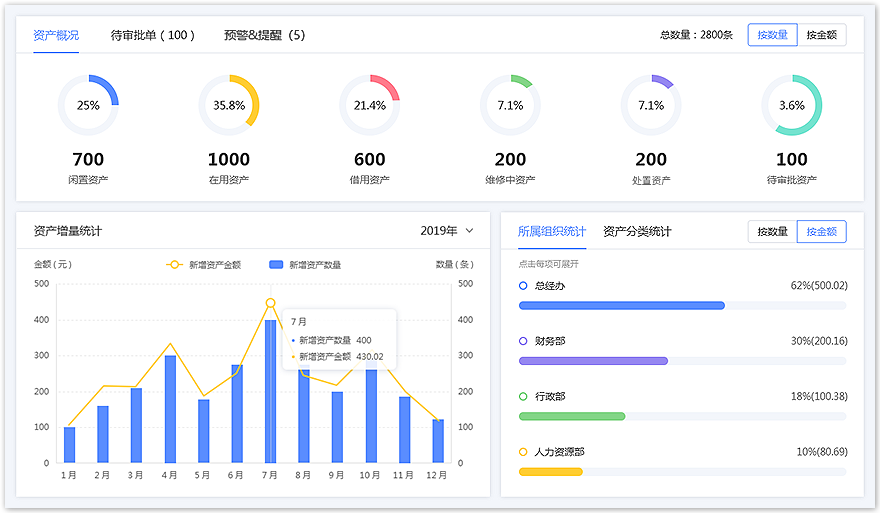 资产概况 待审批单（100） 预警&提醒（5） 总数量：2800条 按数量 按金额
25% 35.8% 21.4% 7.1% 7.1% 3.6%
700 1000 600 200 200 100
闲置资产 在用资产 借用资产 维修中资产 处置资产 待审批资产
资产增量统计 2019年
金额(元) 新增资产金额 新增资产数量 数量(条)
500 500
400 400
300 300
200 200
100 100
0 0
7月
新增资产数量 400
新增资产金额 430.02
1月 2月 3月 4月 5月 6月 7月 8月 9月 10月 11月 12月
所属组织统计 资产分类统计 按数量 按金额
点击每项可展开
总经办 62%(500.02)
财务部 30%(200.16)
行政部 18%(100.38)
人力资源部 10%(80.69)